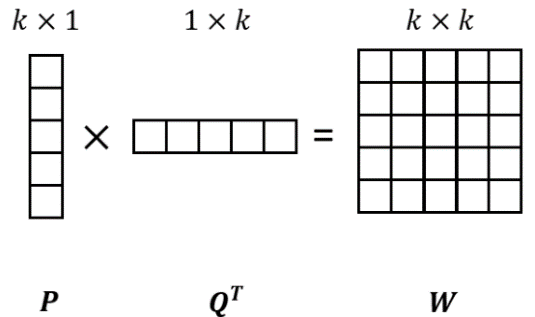 k × 1 1 × k k × k
× =
P Q^T W